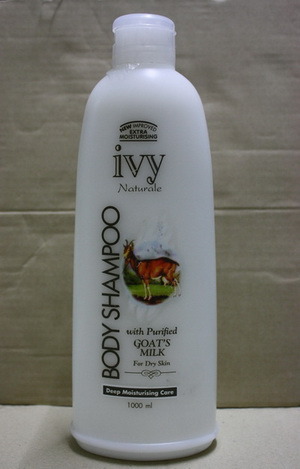 NEW IMPROVED
EXTRA
MOISTURISING
ivy
Naturale
BODY SHAMPOO
with Purified
GOAT'S
MILK
For Dry Skin
Deep Moisturising Care
1000 ml